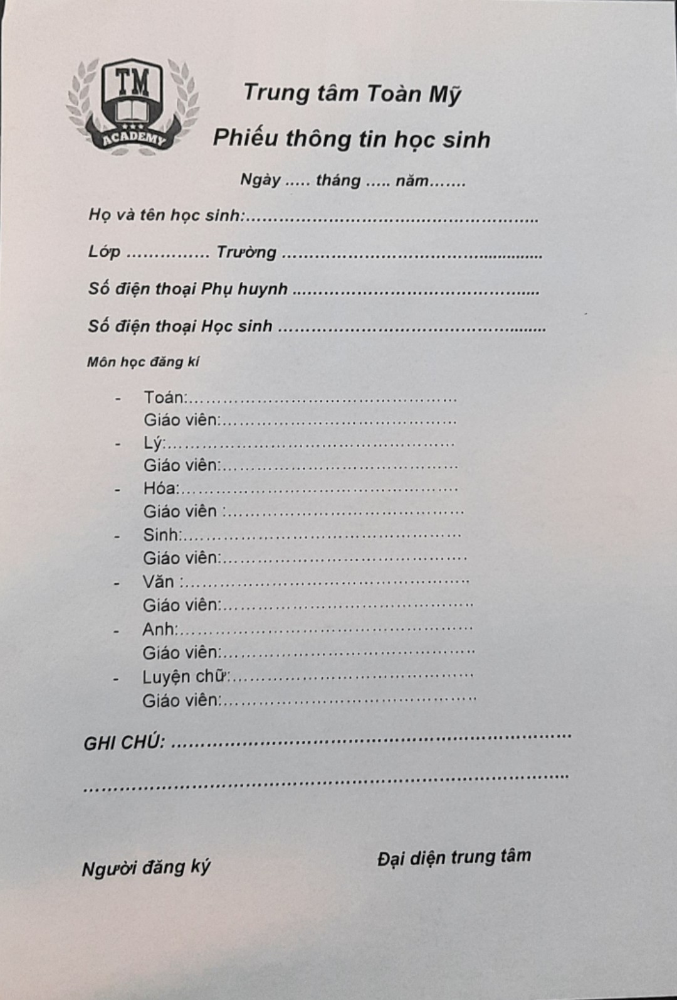 TM
ACADEMY
Trung tâm Toàn Mỹ
Phiếu thông tin học sinh
Ngày ..... tháng ..... năm.......
Họ và tên học sinh:..........................................................
Lớp ............... Trường ...................................................
Số điện thoại Phụ huynh ................................................
Số điện thoại Học sinh ...................................................
Môn học đăng kí
- Toán:................................................
Giáo viên:..........................................
- Lý:....................................................
Giáo viên:..........................................
- Hóa:.................................................
Giáo viên :..........................................
- Sinh:.................................................
Giáo viên:...........................................
- Văn :..................................................
Giáo viên:............................................
- Anh:....................................................
Giáo viên:.............................................
- Luyện chữ:...........................................
Giáo viên:.............................................
GHI CHÚ: .....................................................................
.....................................................................................
Người đăng ký Đại diện trung tâm